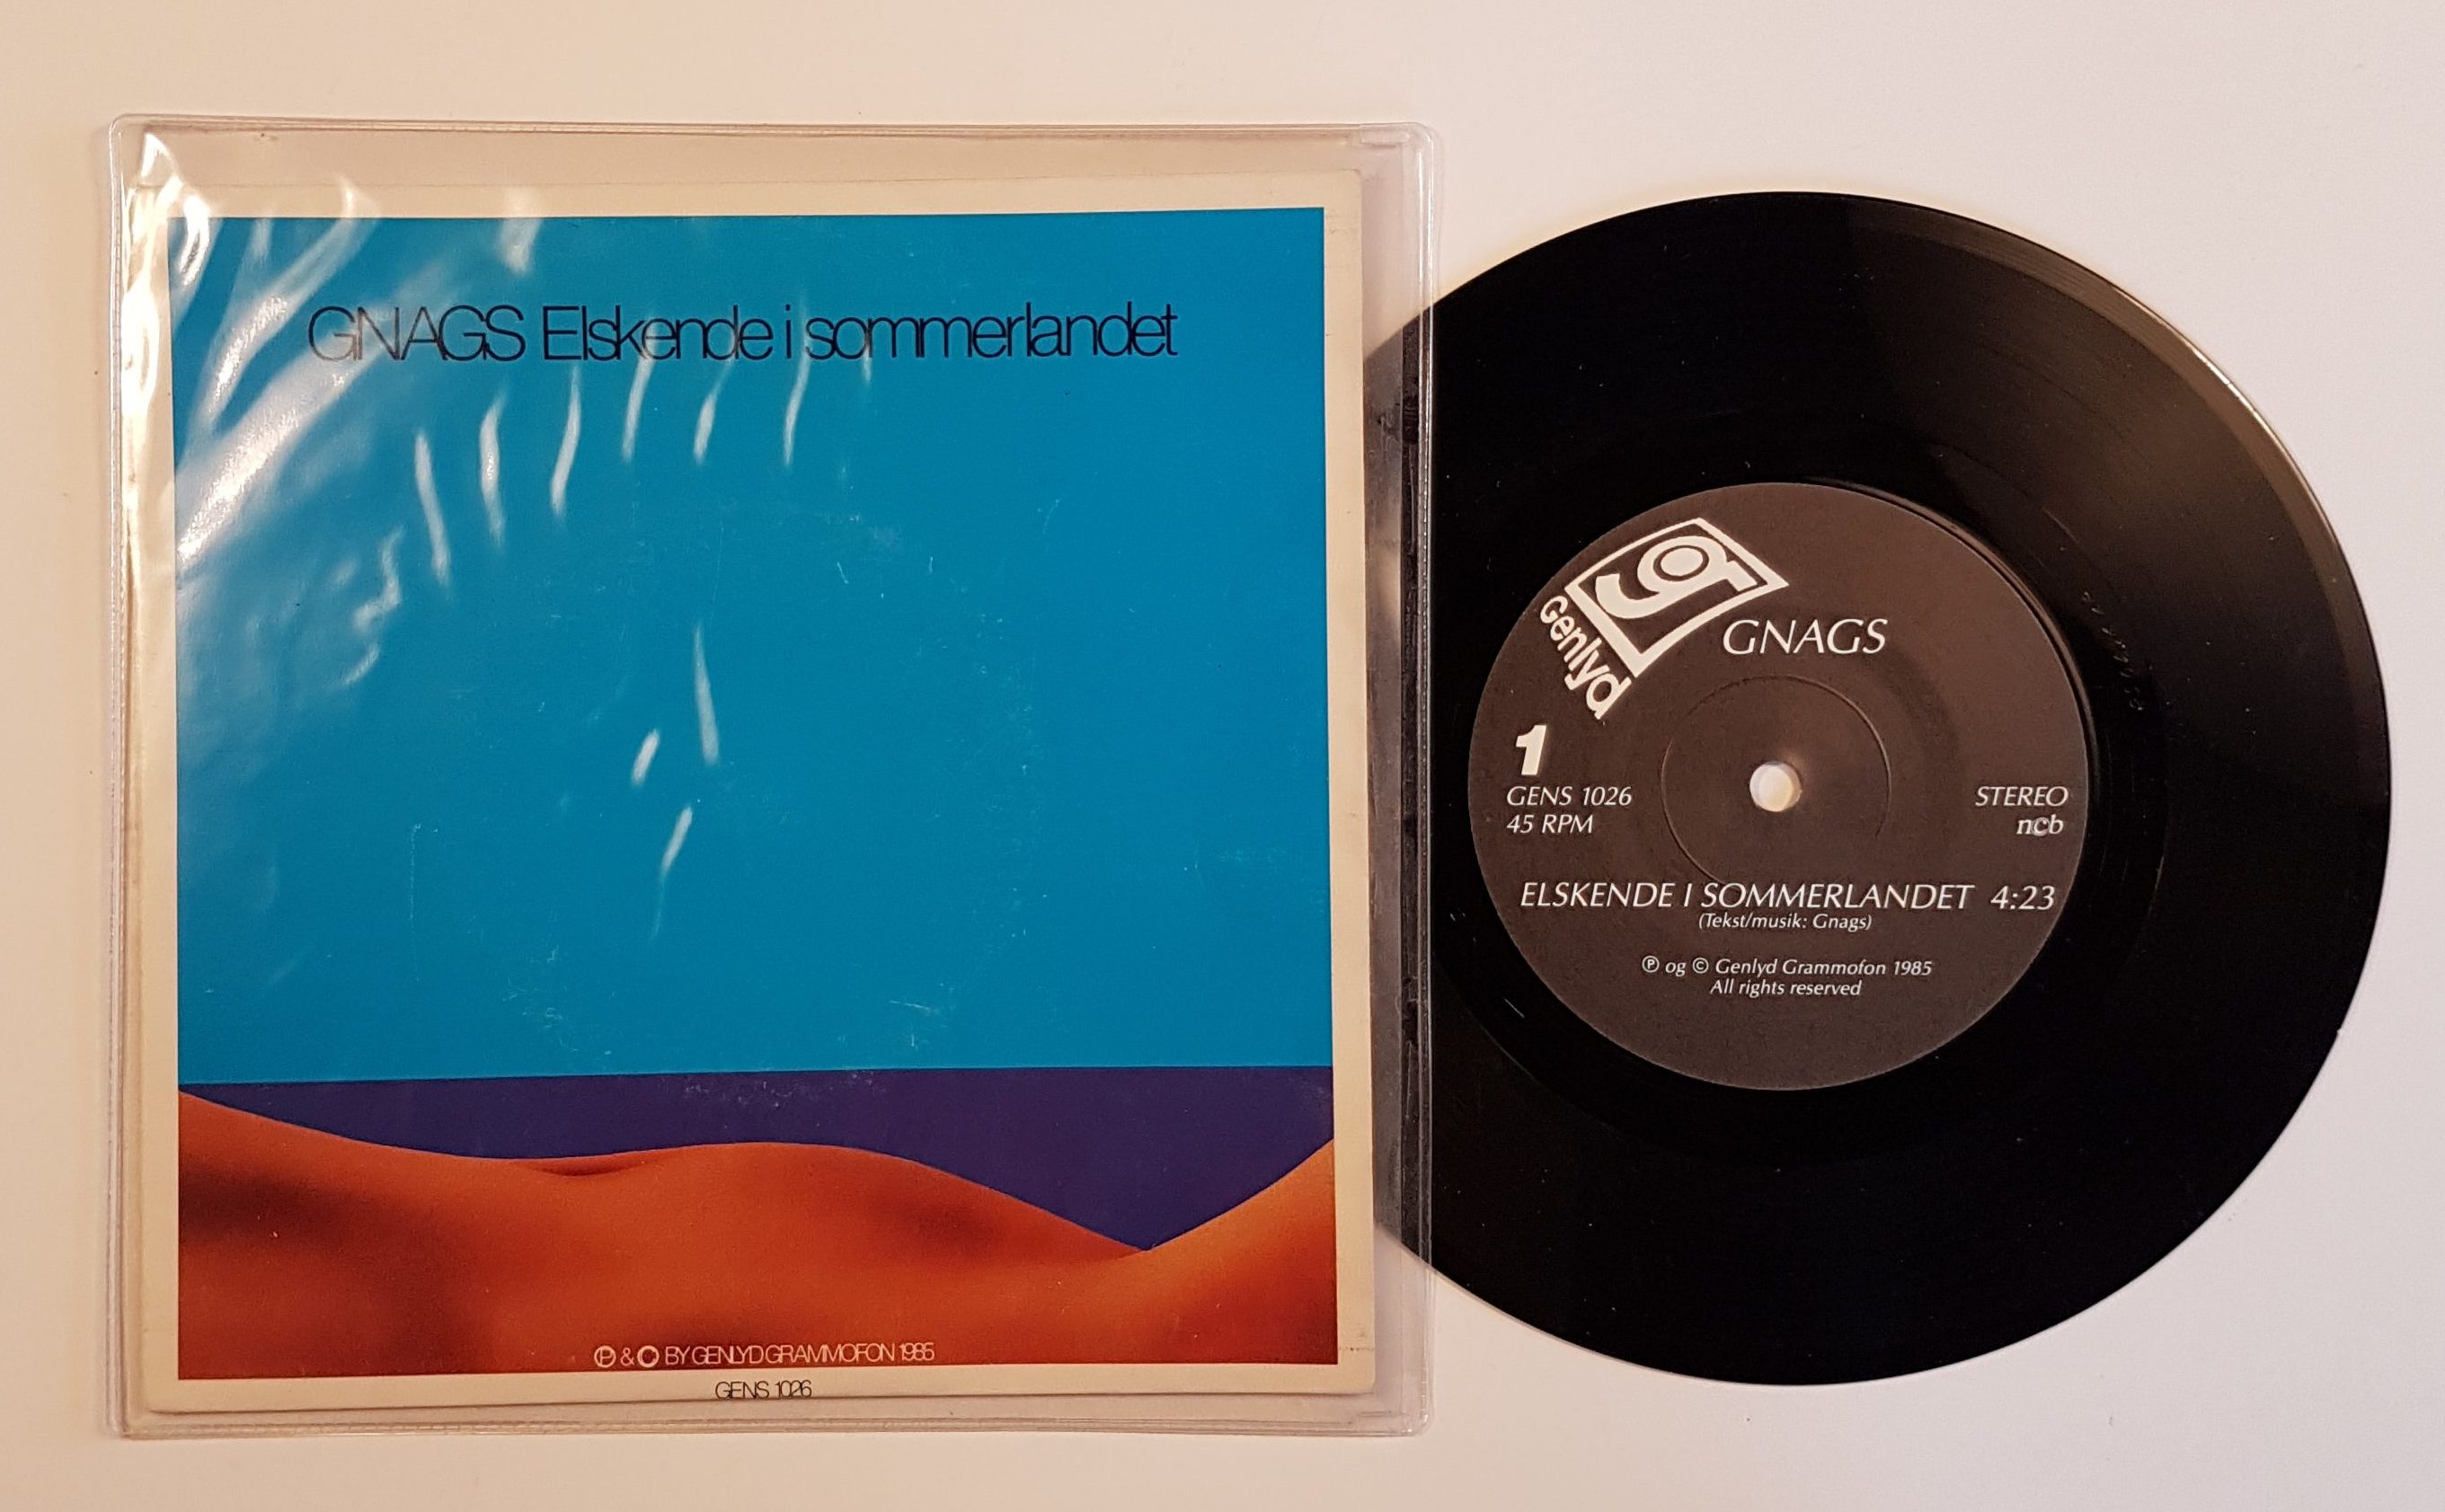 GNAGS Elskende i sommerlandet
Ⓟ & © BY GENLYD GRAMMOFON 1985
GENS 1026
g
Genlyd
GNAGS
1
GENS 1026
45 RPM
STEREO
ncb
ELSKENDE I SOMMERLANDET 4:23
(Tekst/musik: Gnags)
Ⓟ og © Genlyd Grammofon 1985
All rights reserved